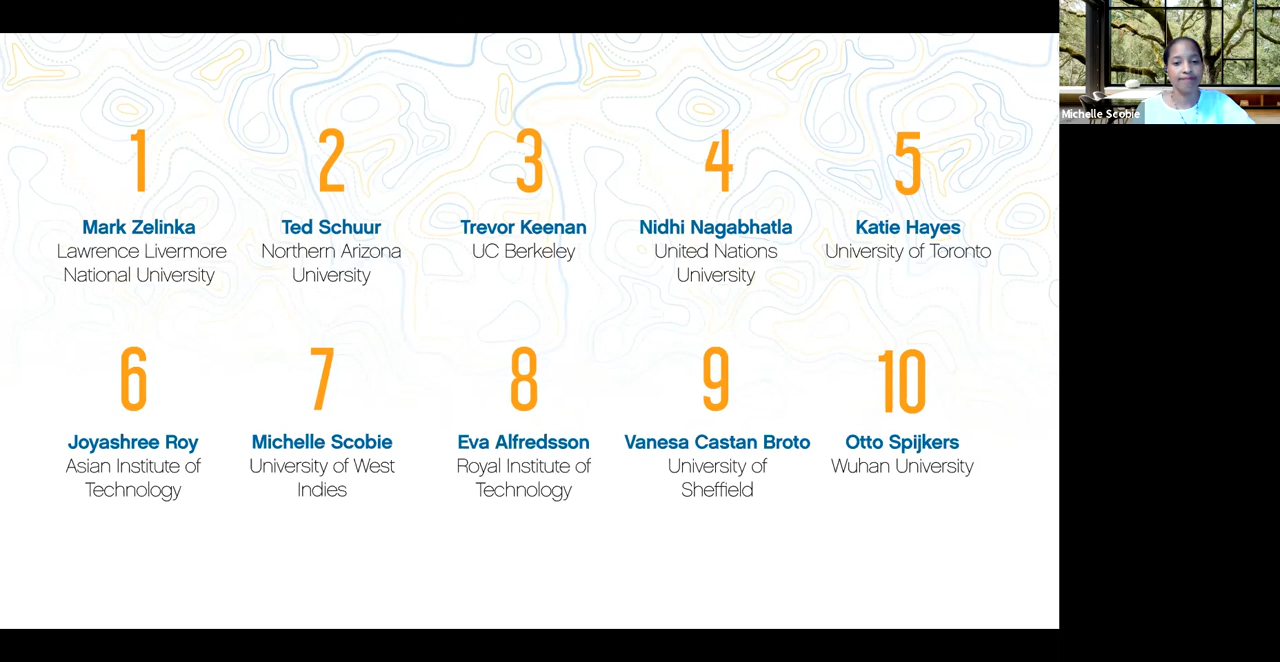 Michelle Scobie
1
2
3
4
5
Mark Zelinka
Lawrence Livermore
National University
Ted Schuur
Northern Arizona
University
Trevor Keenan
UC Berkeley
Nidhi Nagabhatla
United Nations
University
Katie Hayes
University of Toronto
6
7
8
9
10
Joyashree Roy
Asian Institute of
Technology
Michelle Scobie
University of West
Indies
Eva Alfredsson
Royal Institute of
Technology
Vanesa Castan Broto
University of
Sheffield
Otto Spijkers
Wuhan University